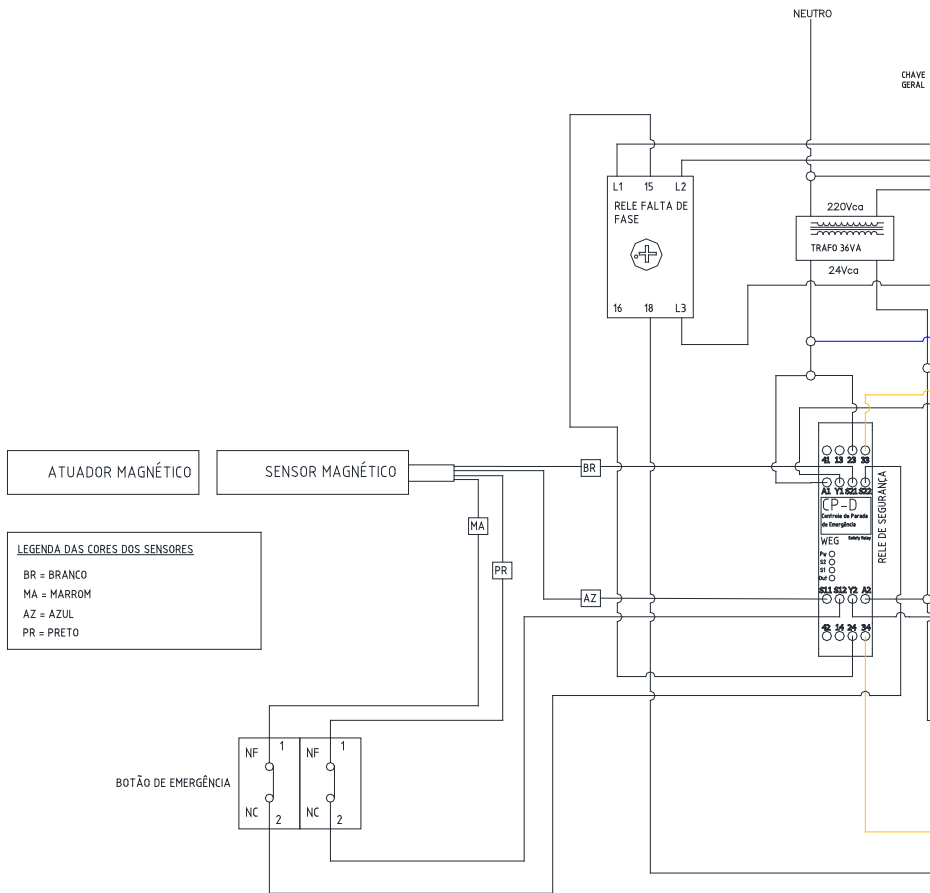 NEUTRO
CHAVE
GERAL
L1 15 L2
RELE FALTA DE
FASE
16 18 L3
220Vca
TRAFO 36VA
24Vca
ATUADOR MAGNÉTICO
SENSOR MAGNÉTICO
BR
MA
PR
AZ
LEGENDA DAS CORES DOS SENSORES
BR = BRANCO
MA = MARROM
AZ = AZUL
PR = PRETO
41 13 23 33
A1 Y1 S21 S22
CP-D
Controle de Parada
de Emergência
WEG Safety Relay
Pw
S2
S1
Out
S11 S12 Y2 A2
42 14 24 34
RELE DE SEGURANÇA
BOTÃO DE EMERGÊNCIA
NF 1 NF 1
NC 2 NC 2